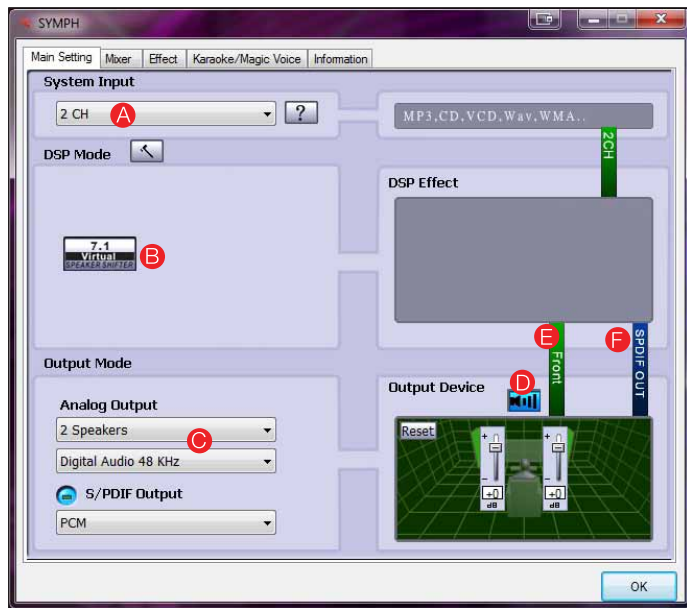 SYMPH
Main Setting Mixer Effect Karaoke/Magic Voice Information
System Input
2 CH A ?
MP3,CD,VCD,Wav,WMA..
2CH
DSP Mode
DSP Effect
7.1
Virtual
SPEAKER SHIFTER
B
E
F
Front
SPDIF OUT
Output Mode
Output Device
D
Analog Output
2 Speakers
C
Digital Audio 48 KHz
S/PDIF Output
PCM
Reset
+ +
- -
+0 +0
dB dB
OK